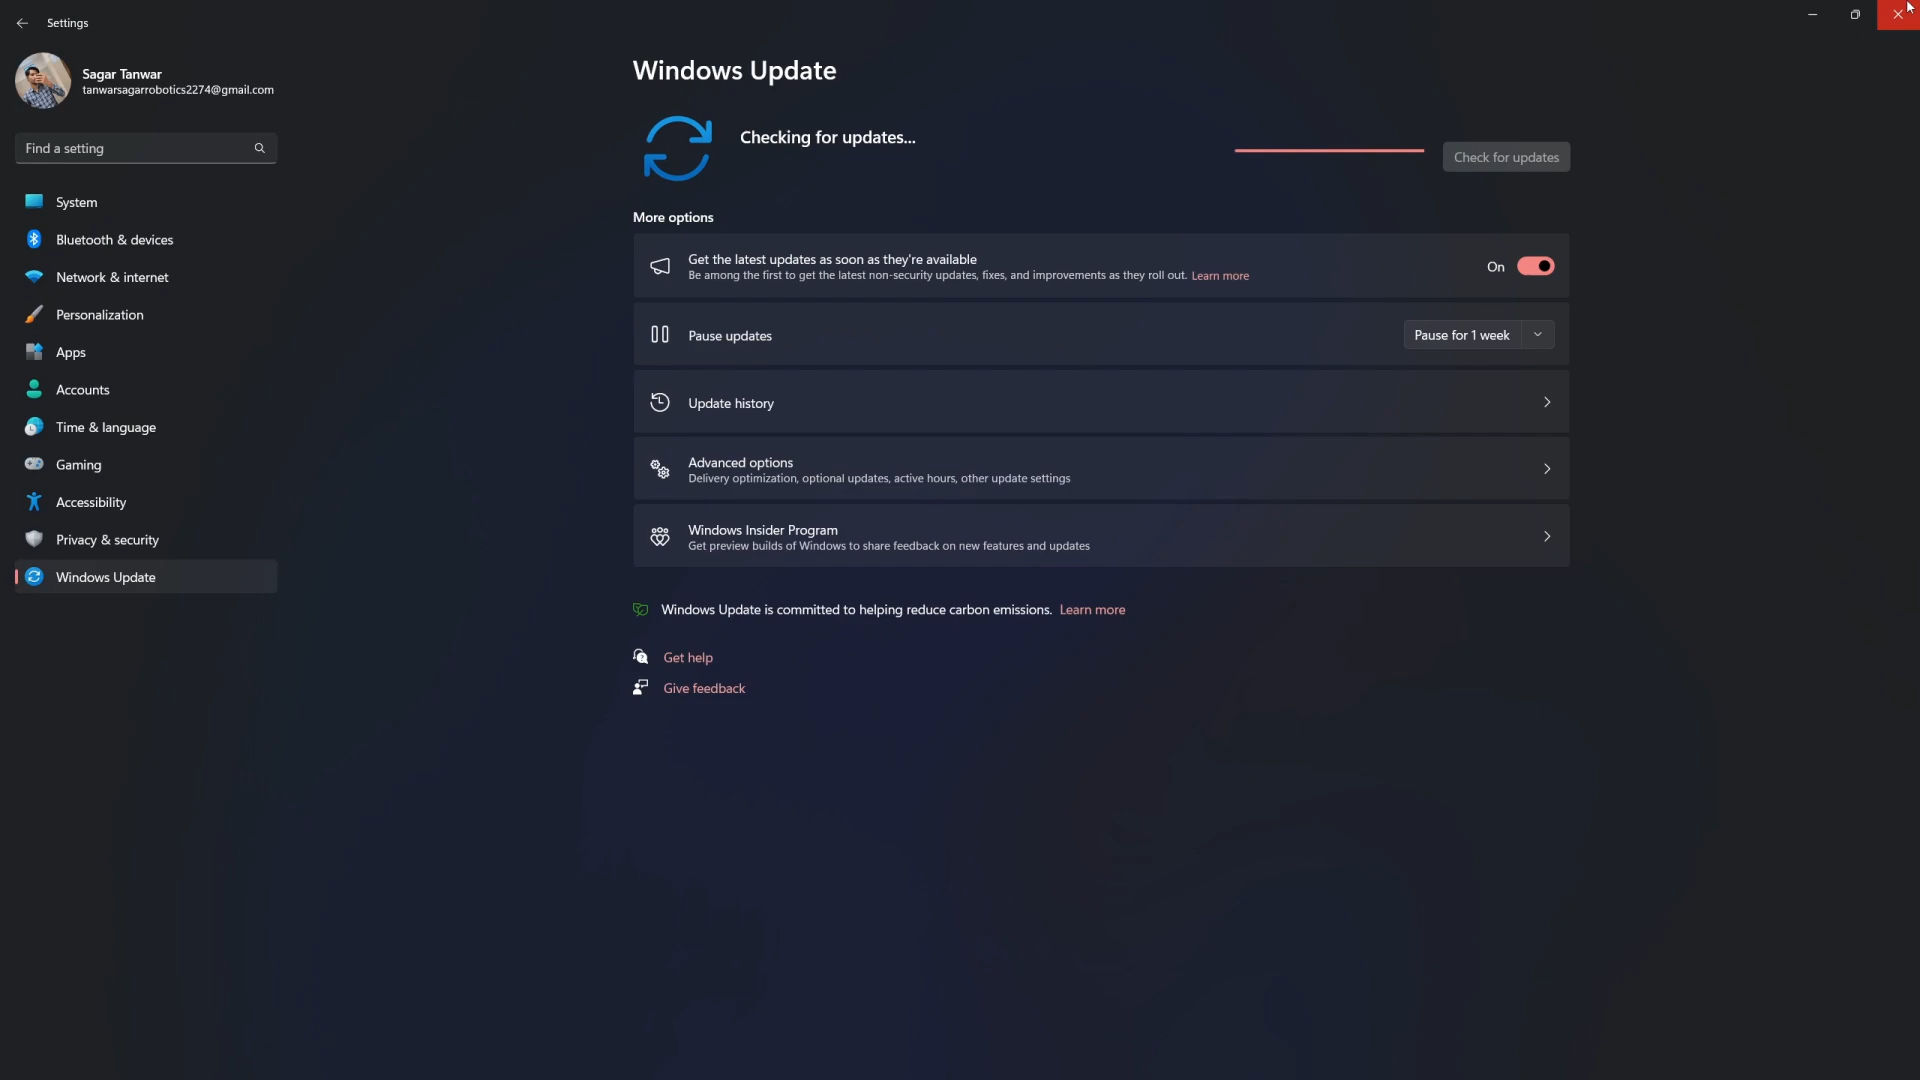 Settings
Sagar Tanwar
tanwarsagarrobotics2274@gmail.com
Find a setting
System
Bluetooth & devices
Network & internet
Personalization
Apps
Accounts
Time & language
Gaming
Accessibility
Privacy & security
Windows Update
Windows Update
Checking for updates...
Check for updates
More options
Get the latest updates as soon as they're available
Be among the first to get the latest non-security updates, fixes, and improvements as they roll out. Learn more
On
Pause updates
Pause for 1 week
Update history
Advanced options
Delivery optimization, optional updates, active hours, other update settings
Windows Insider Program
Get preview builds of Windows to share feedback on new features and updates
Windows Update is committed to helping reduce carbon emissions. Learn more
Get help
Give feedback